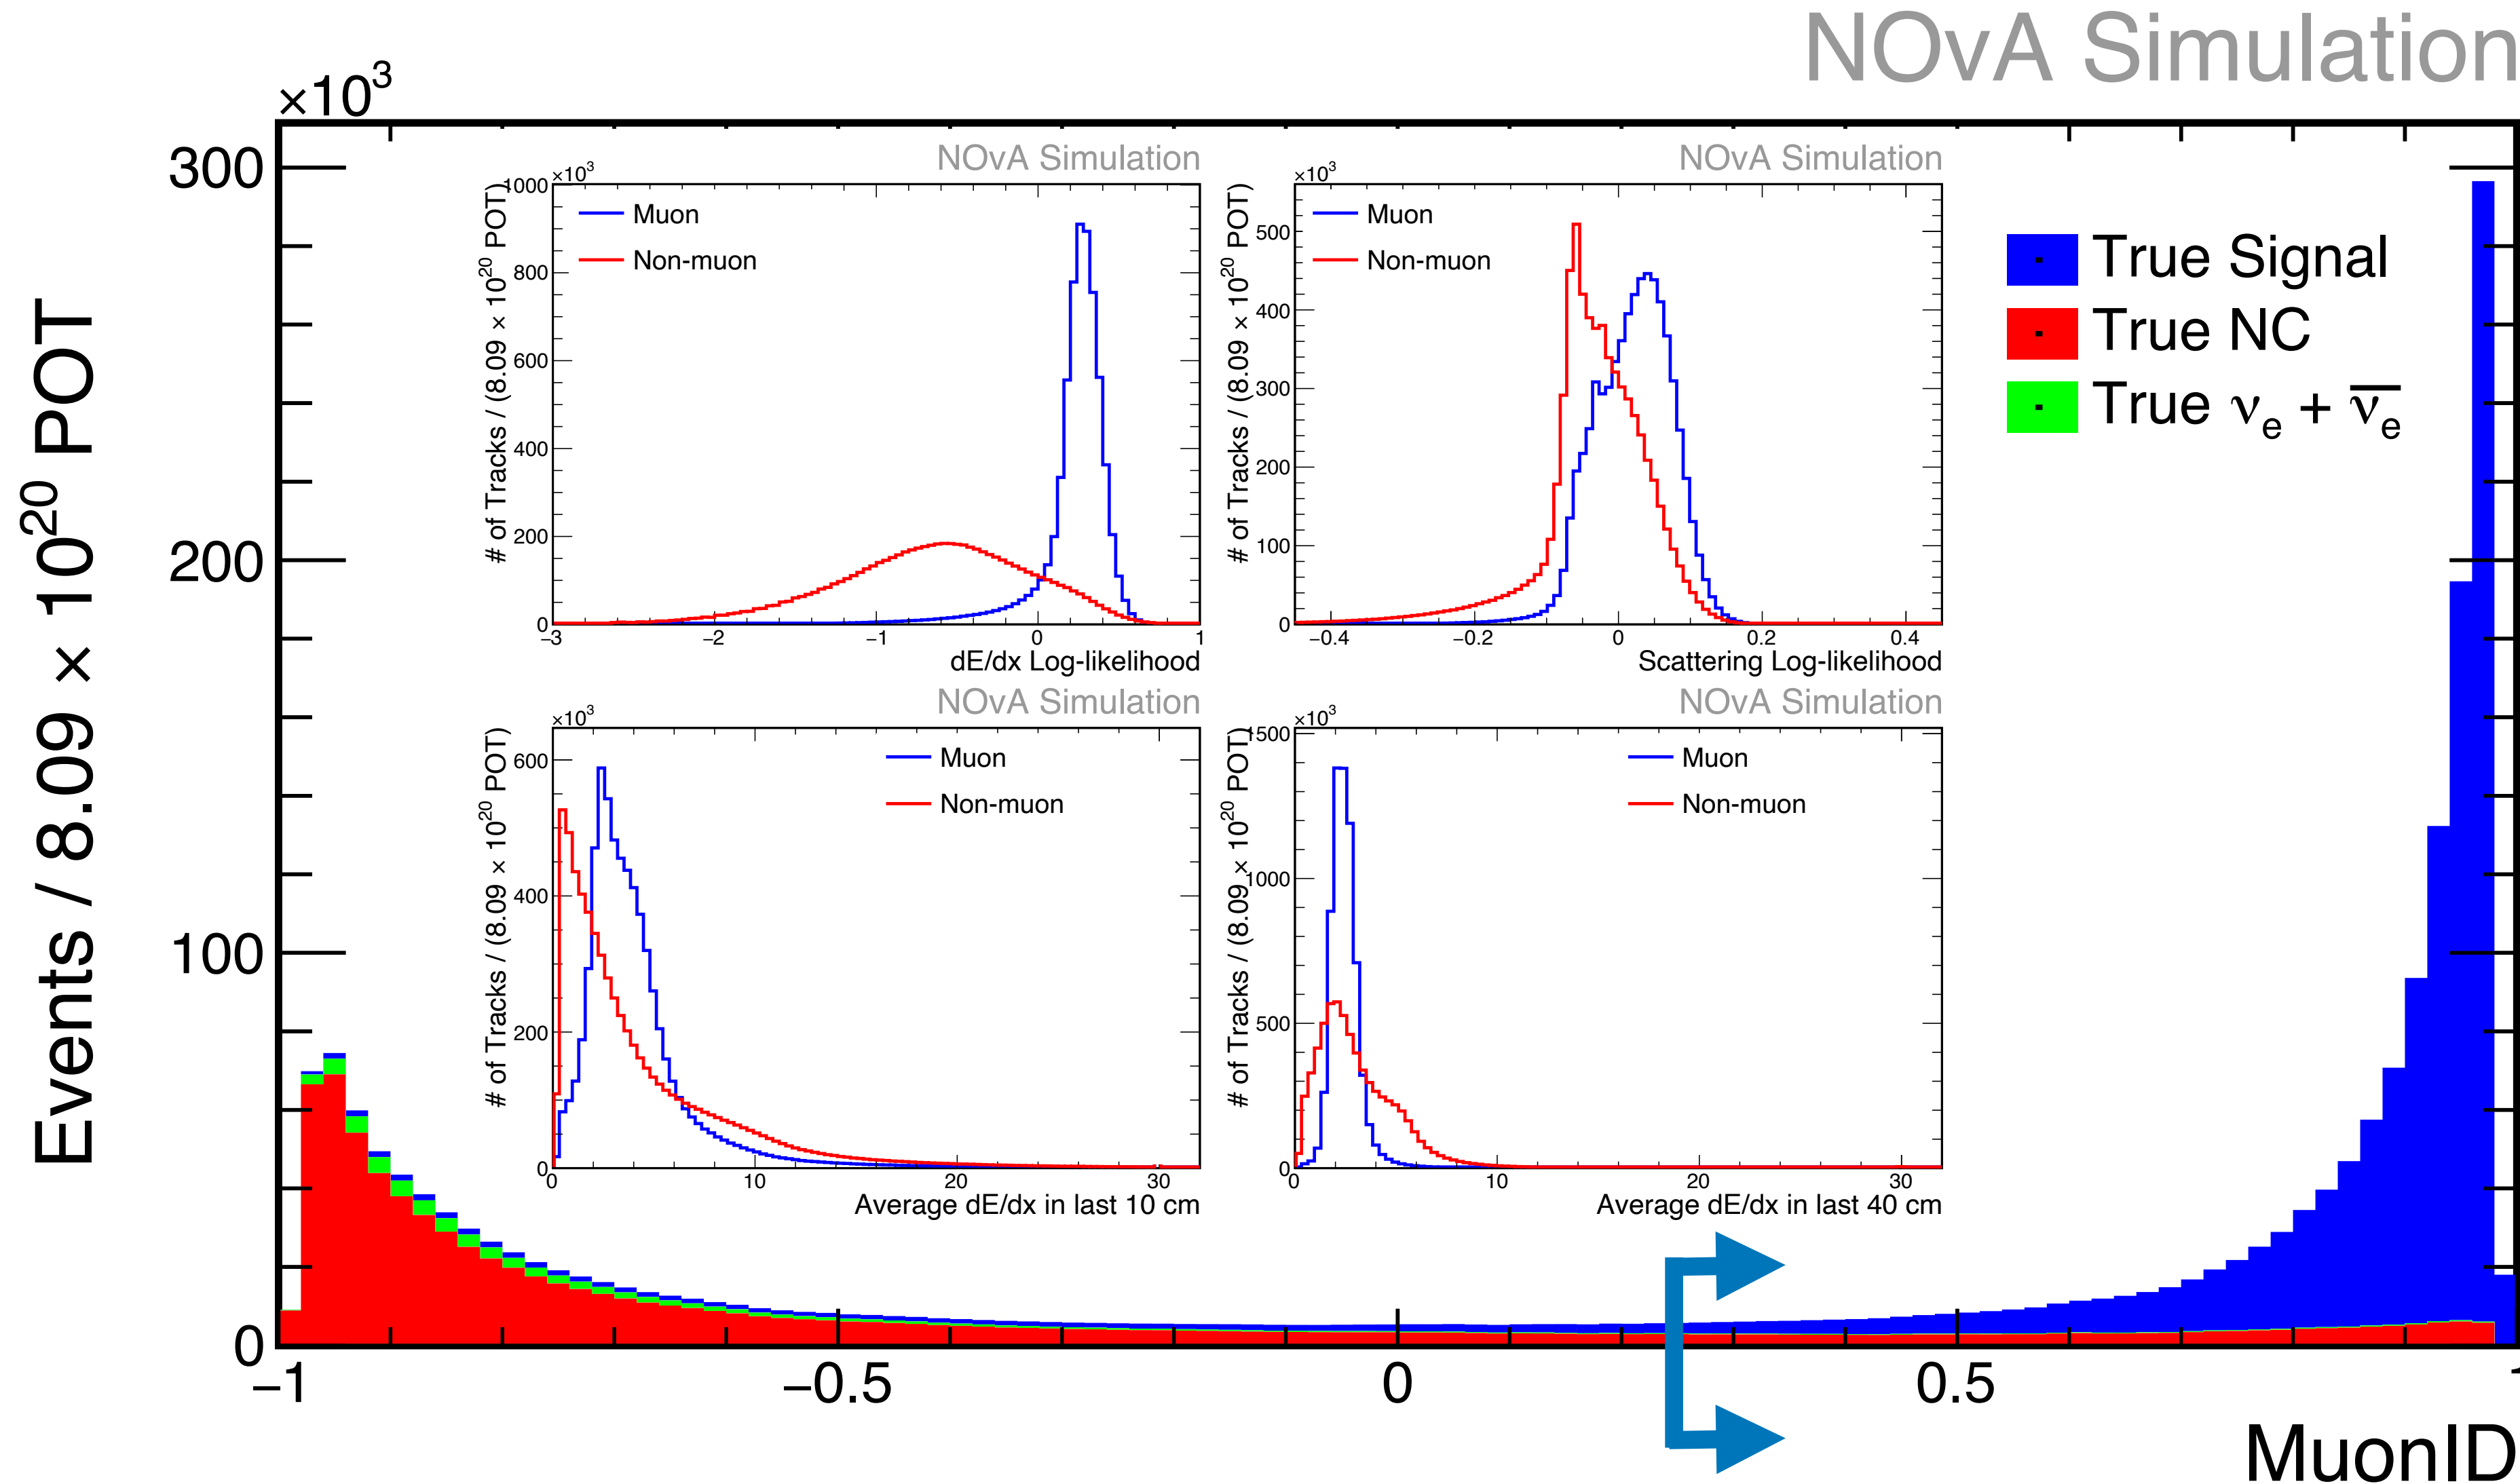 NOvA Simulation
×10³
Events / 8.09 × 10²⁰ POT
300
200
100
0
−1
−0.5
0
0.5
1
MuonID
True Signal
True NC
True νₑ + ν̅ₑ
NOvA Simulation
×10³
# of Tracks / (8.09 × 10²⁰ POT)
1000
800
600
400
200
0
Muon
Non-muon
−3
−2
−1
0
1
dE/dx Log-likelihood
NOvA Simulation
×10³
# of Tracks / (8.09 × 10²⁰ POT)
500
400
300
200
100
0
Muon
Non-muon
−0.4
−0.2
0
0.2
0.4
Scattering Log-likelihood
NOvA Simulation
×10³
# of Tracks / (8.09 × 10²⁰ POT)
600
400
200
0
Muon
Non-muon
0
10
20
30
Average dE/dx in last 10 cm
NOvA Simulation
×10³
# of Tracks / (8.09 × 10²⁰ POT)
1500
1000
500
0
Muon
Non-muon
0
10
20
30
Average dE/dx in last 40 cm